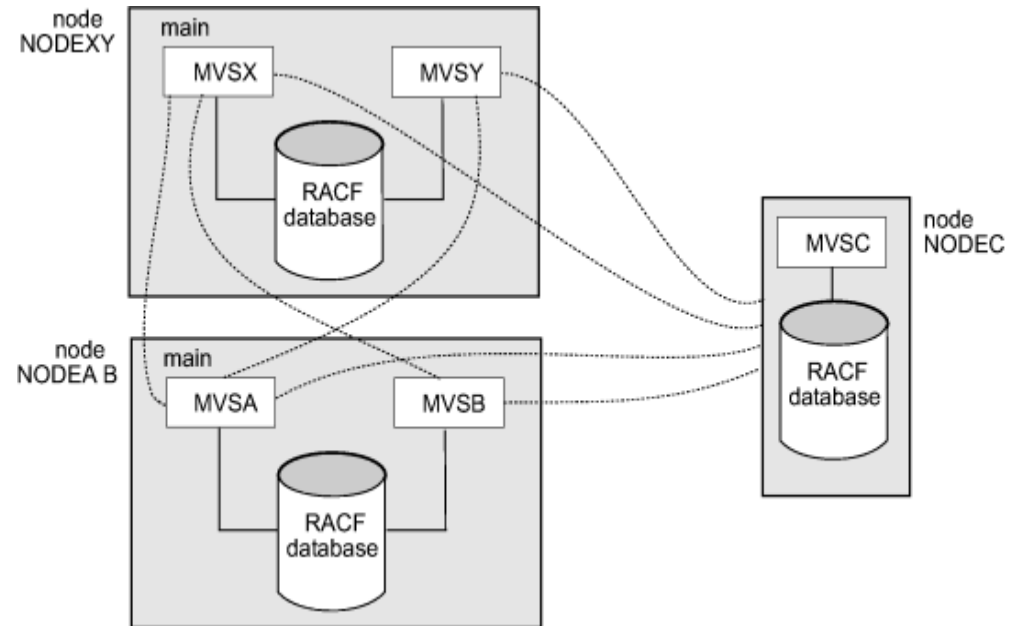 node
NODEXY
main
MVSX
MVSY
RACF
database
node
NODEC
MVSC
RACF
database
node
NODEA B
main
MVSA
MVSB
RACF
database